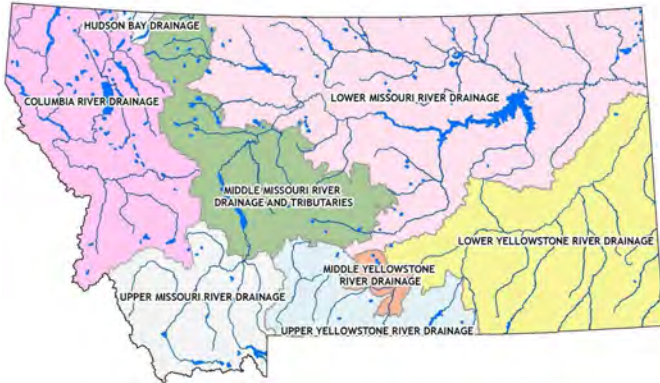 HUDSON BAY DRAINAGE
COLUMBIA RIVER DRAINAGE
LOWER MISSOURI RIVER DRAINAGE
MIDDLE MISSOURI RIVER
DRAINAGE AND TRIBUTARIES
LOWER YELLOWSTONE RIVER DRAINAGE
MIDDLE YELLOWSTONE
RIVER DRAINAGE
UPPER MISSOURI RIVER DRAINAGE
UPPER YELLOWSTONE RIVER DRAINAGE